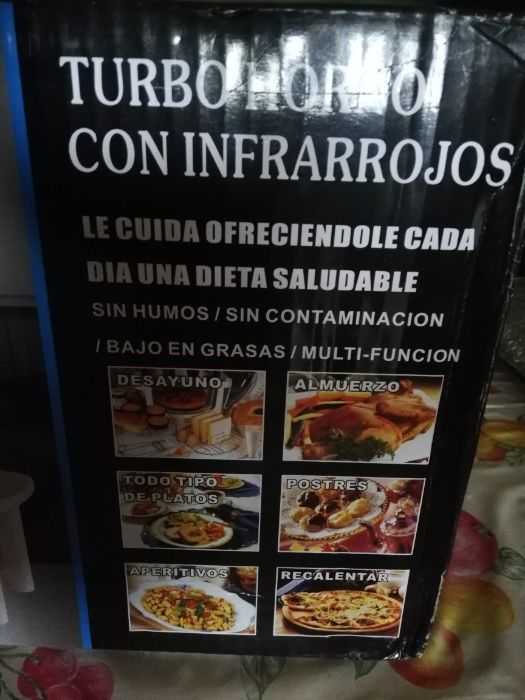 TURBO HORNO
CON INFRARROJOS
LE CUIDA OFRECIENDOLE CADA
DIA UNA DIETA SALUDABLE
SIN HUMOS / SIN CONTAMINACION
/ BAJO EN GRASAS / MULTI-FUNCION
DESAYUNO
ALMUERZO
TODO TIPO
DE PLATOS
POSTRES
APERITIVOS
RECALENTAR